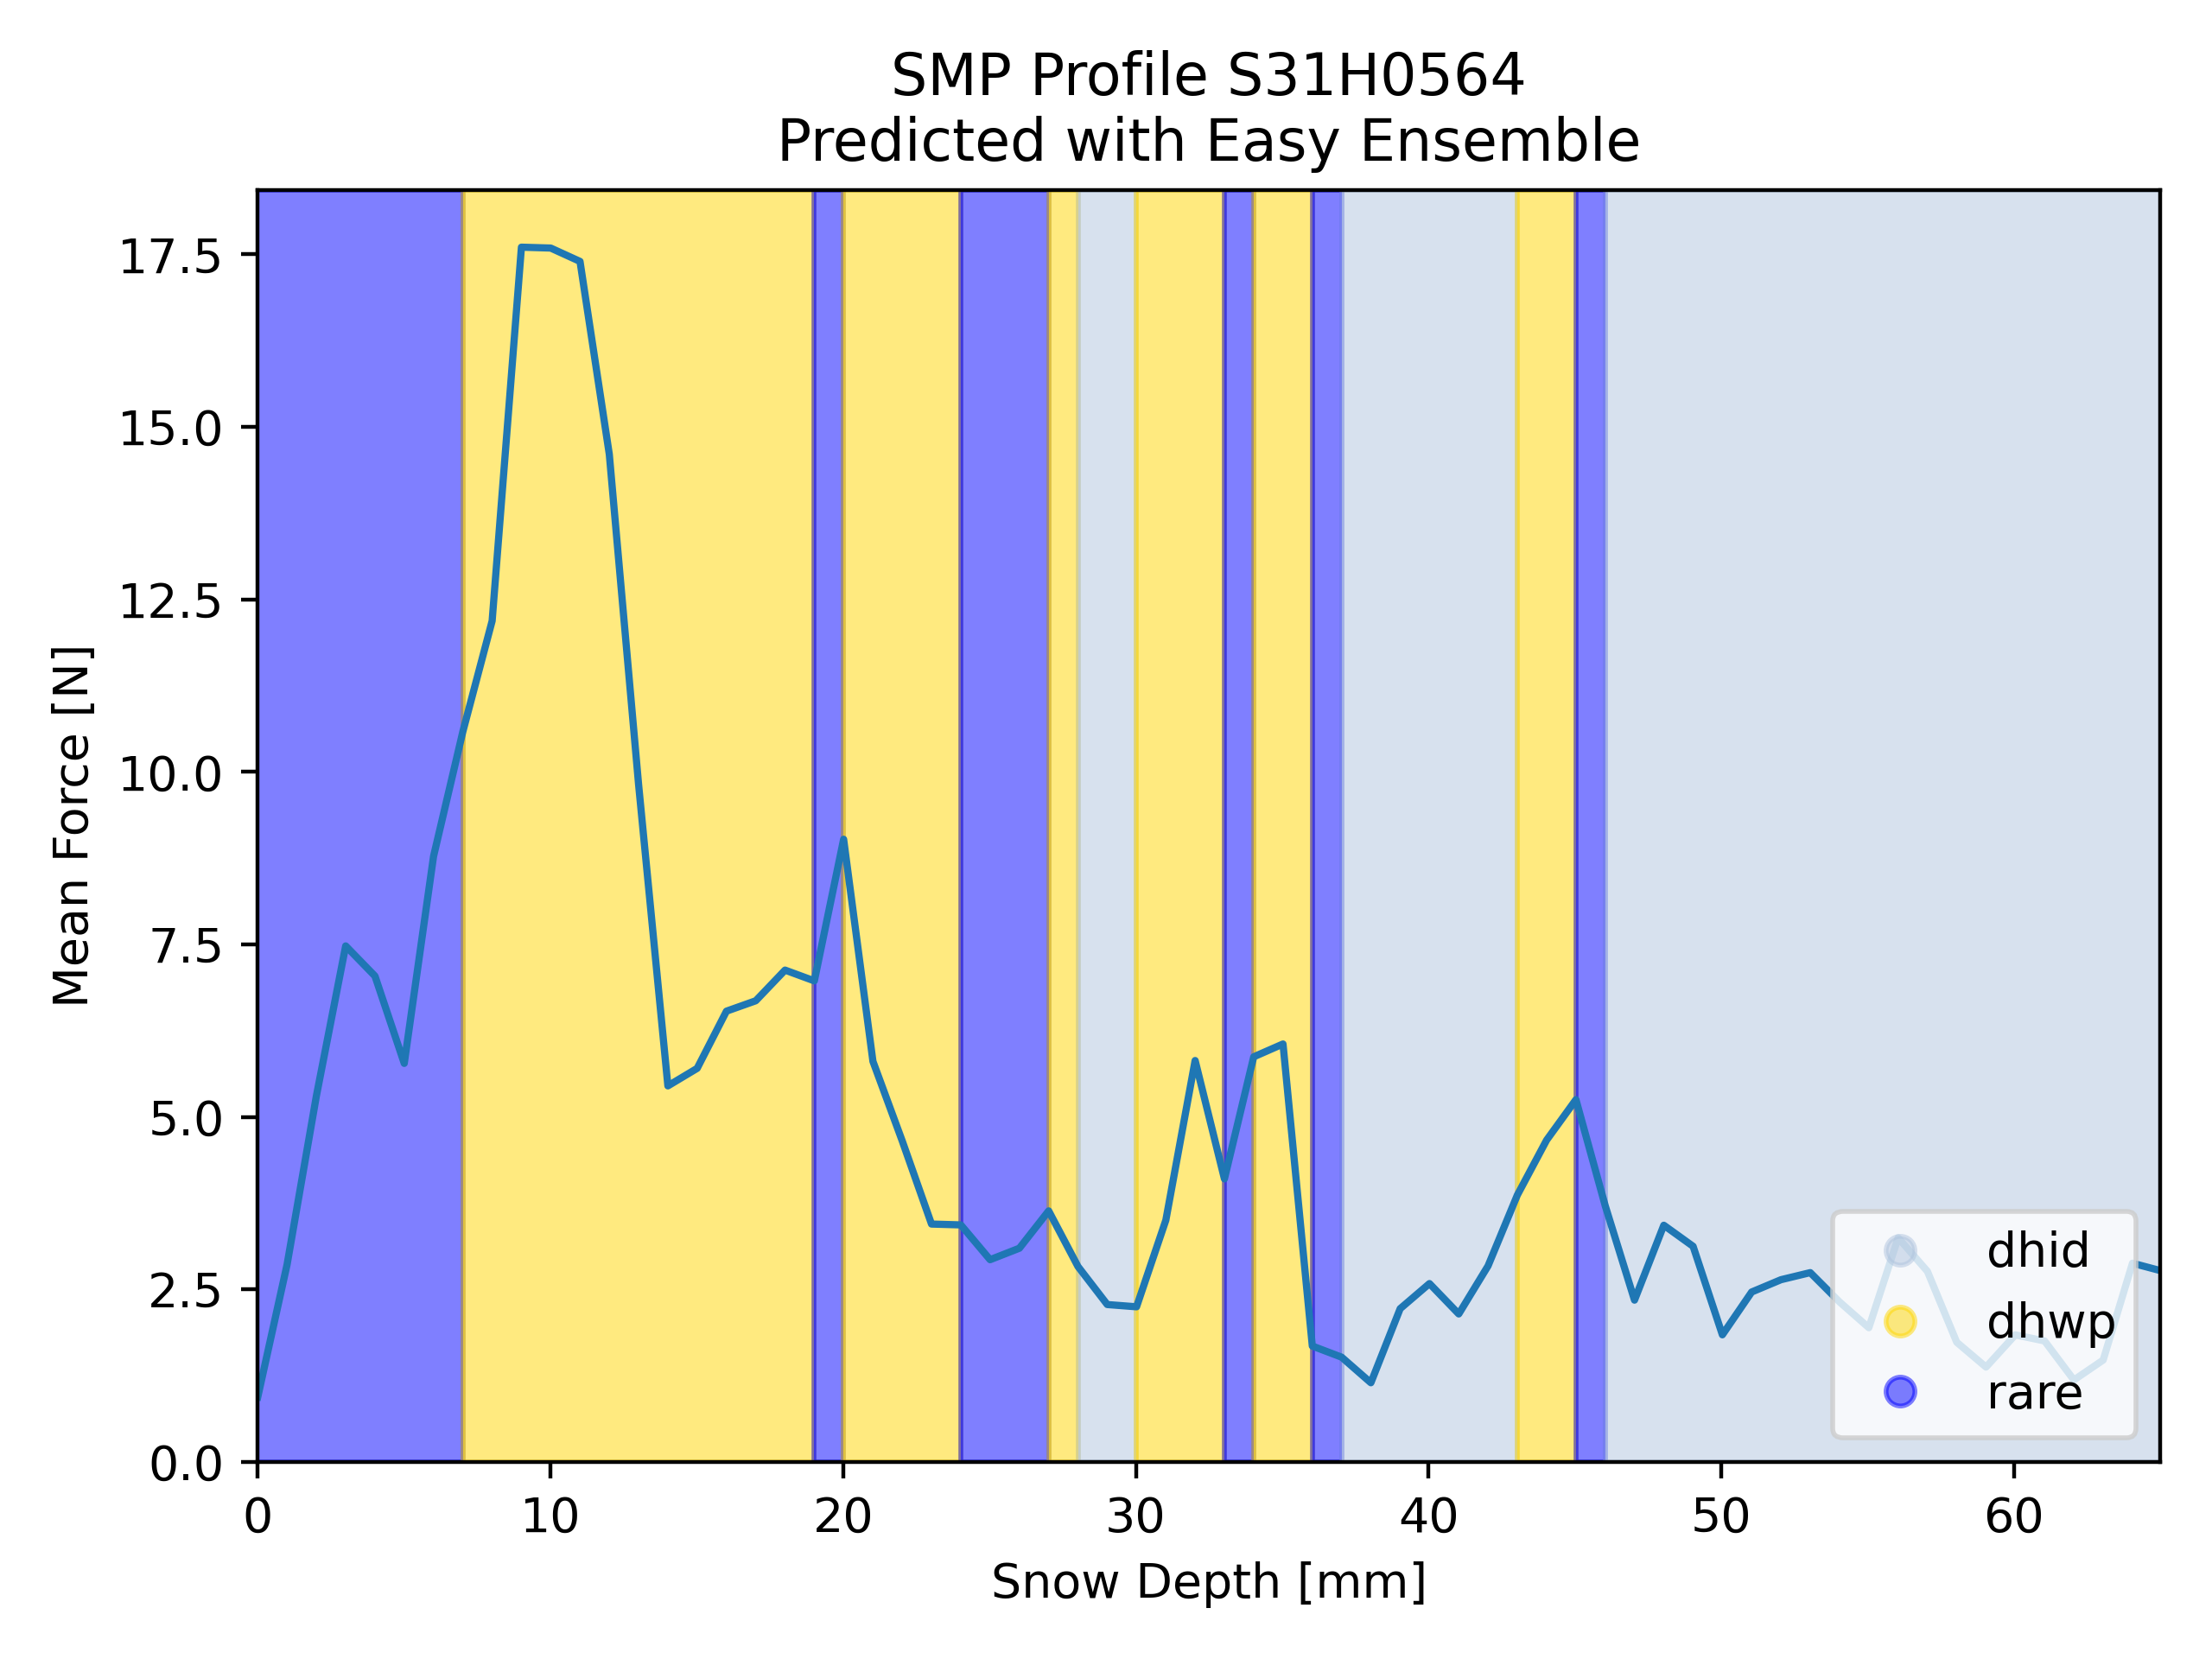 SMP Profile S31H0564
Predicted with Easy Ensemble
17.5
15.0
12.5
10.0
7.5
5.0
2.5
0.0
Mean Force [N]
0 10 20 30 40 50 60
Snow Depth [mm]
dhid
dhwp
rare